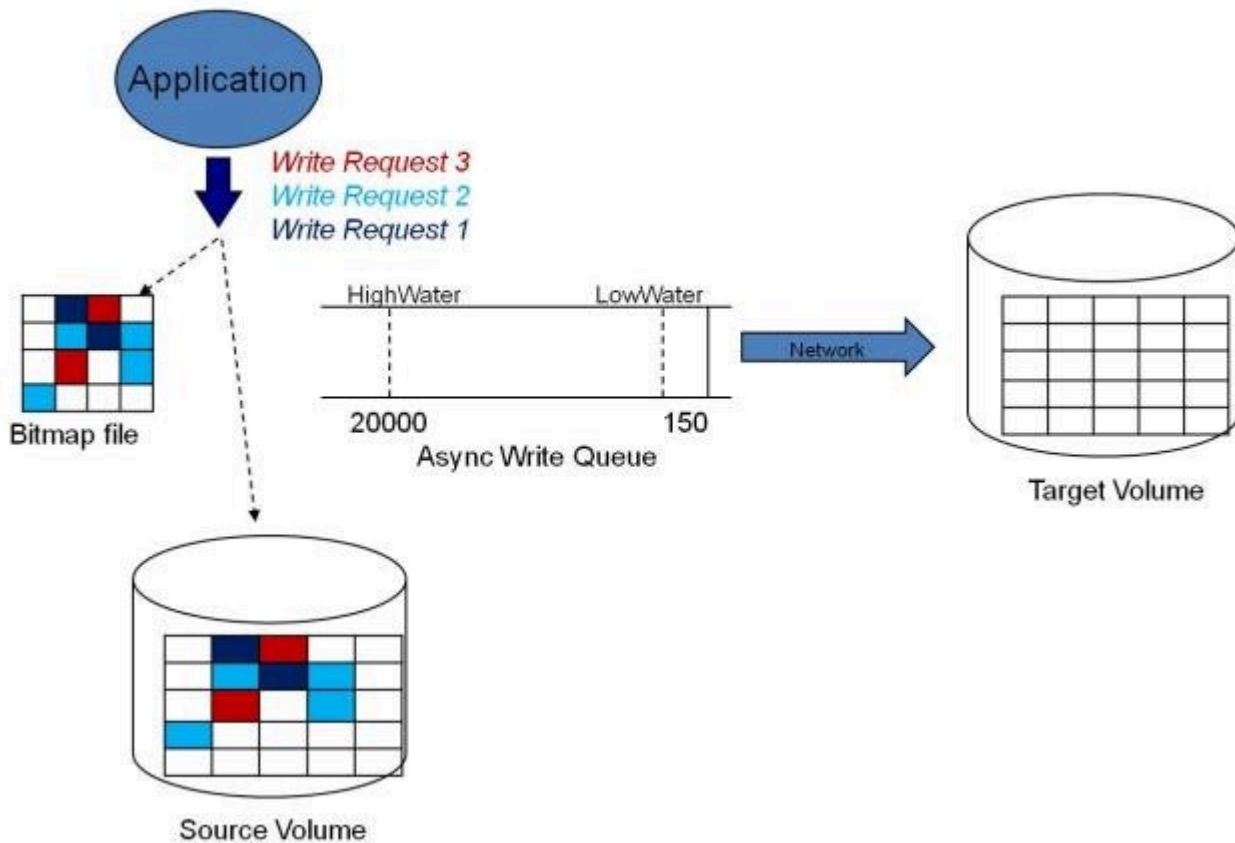 Application
Write Request 3
Write Request 2
Write Request 1
HighWater
LowWater
Network
20000
150
Async Write Queue
Bitmap file
Target Volume
Source Volume